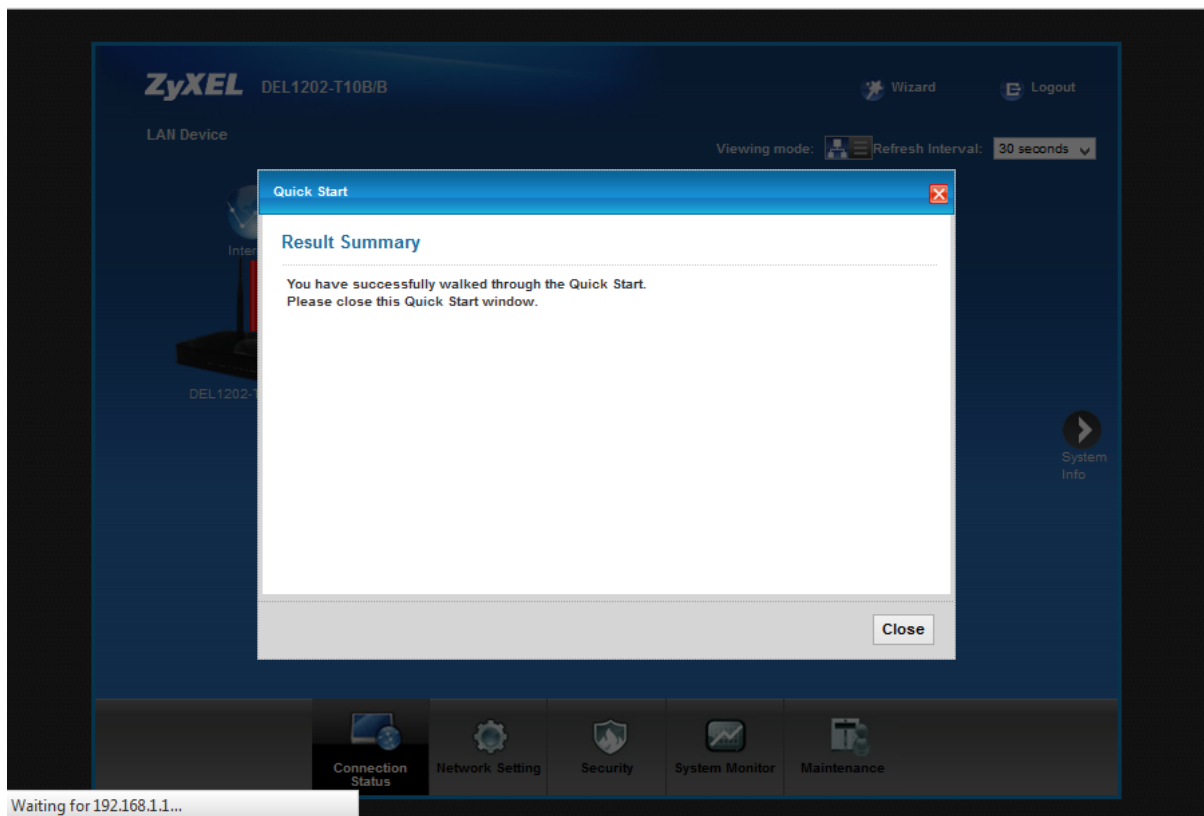 ZyXEL DEL1202-T10B/B
Wizard
Logout
LAN Device
Viewing mode:
Refresh Interval:
30 seconds
Quick Start
Result Summary
You have successfully walked through the Quick Start.
Please close this Quick Start window.
DEL1202-
System
Info
Close
Connection
Status
Network Setting
Security
System Monitor
Maintenance
Waiting for 192.168.1.1...